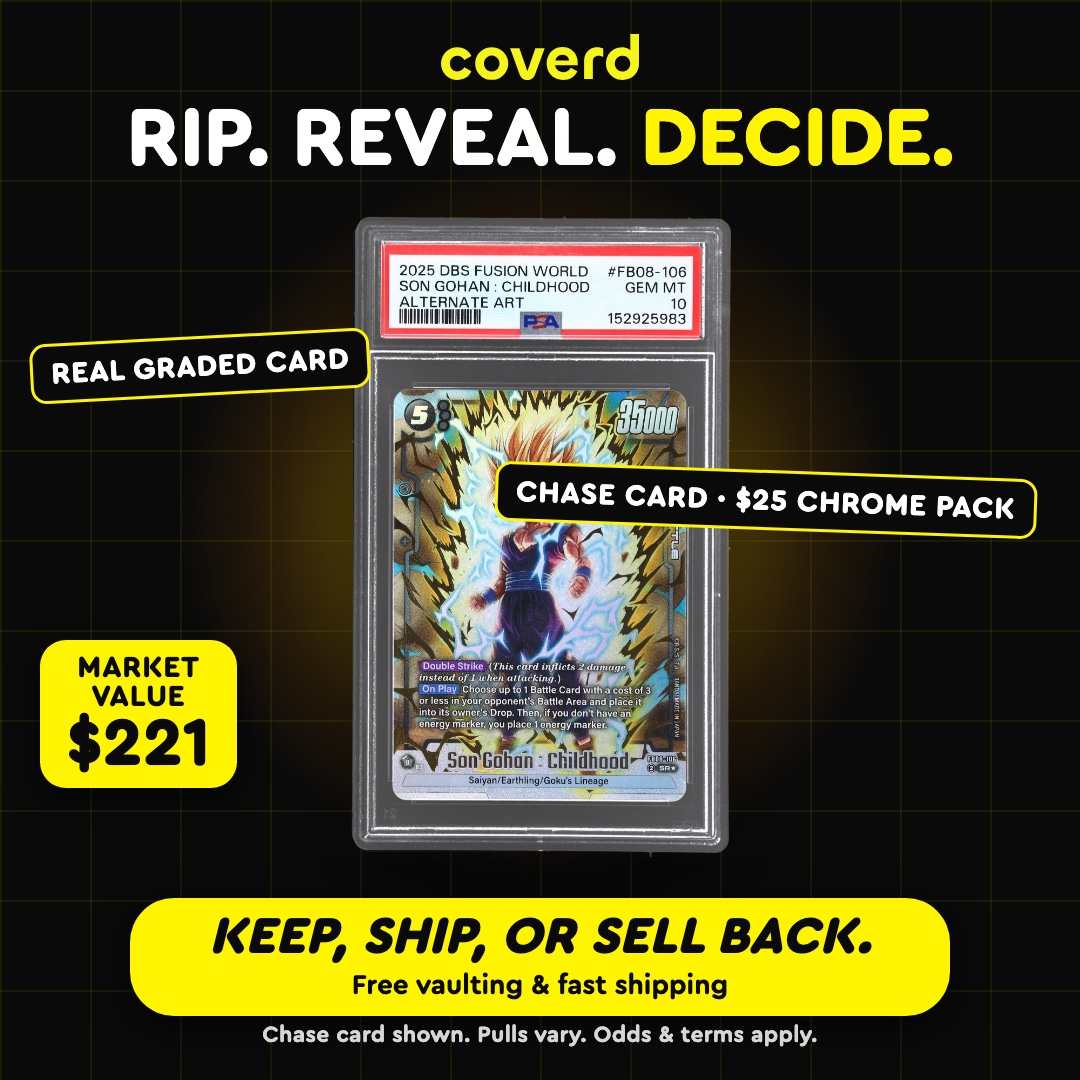 coverd
RIP. REVEAL. DECIDE.
2025 DBS FUSION WORLD #FB08-106
SON GOHAN : CHILDHOOD GEM MT
ALTERNATE ART 10
PSA 152925983
REAL GRADED CARD
5 35000
CHASE CARD · $25 CHROME PACK
MARKET
VALUE
$221
Double Strike (This card inflicts 2 damage
instead of 1 when attacking.)
On Play Choose up to 1 Battle Card with a cost of 3
or less in your opponent's Battle Area and place it
into its owner's Drop. Then, if you don't have an
energy marker, you place 1 energy marker.
Son Gohan : Childhood FB08-106
SR★
Saiyan/Earthling/Goku's Lineage
KEEP, SHIP, OR SELL BACK.
Free vaulting & fast shipping
Chase card shown. Pulls vary. Odds & terms apply.